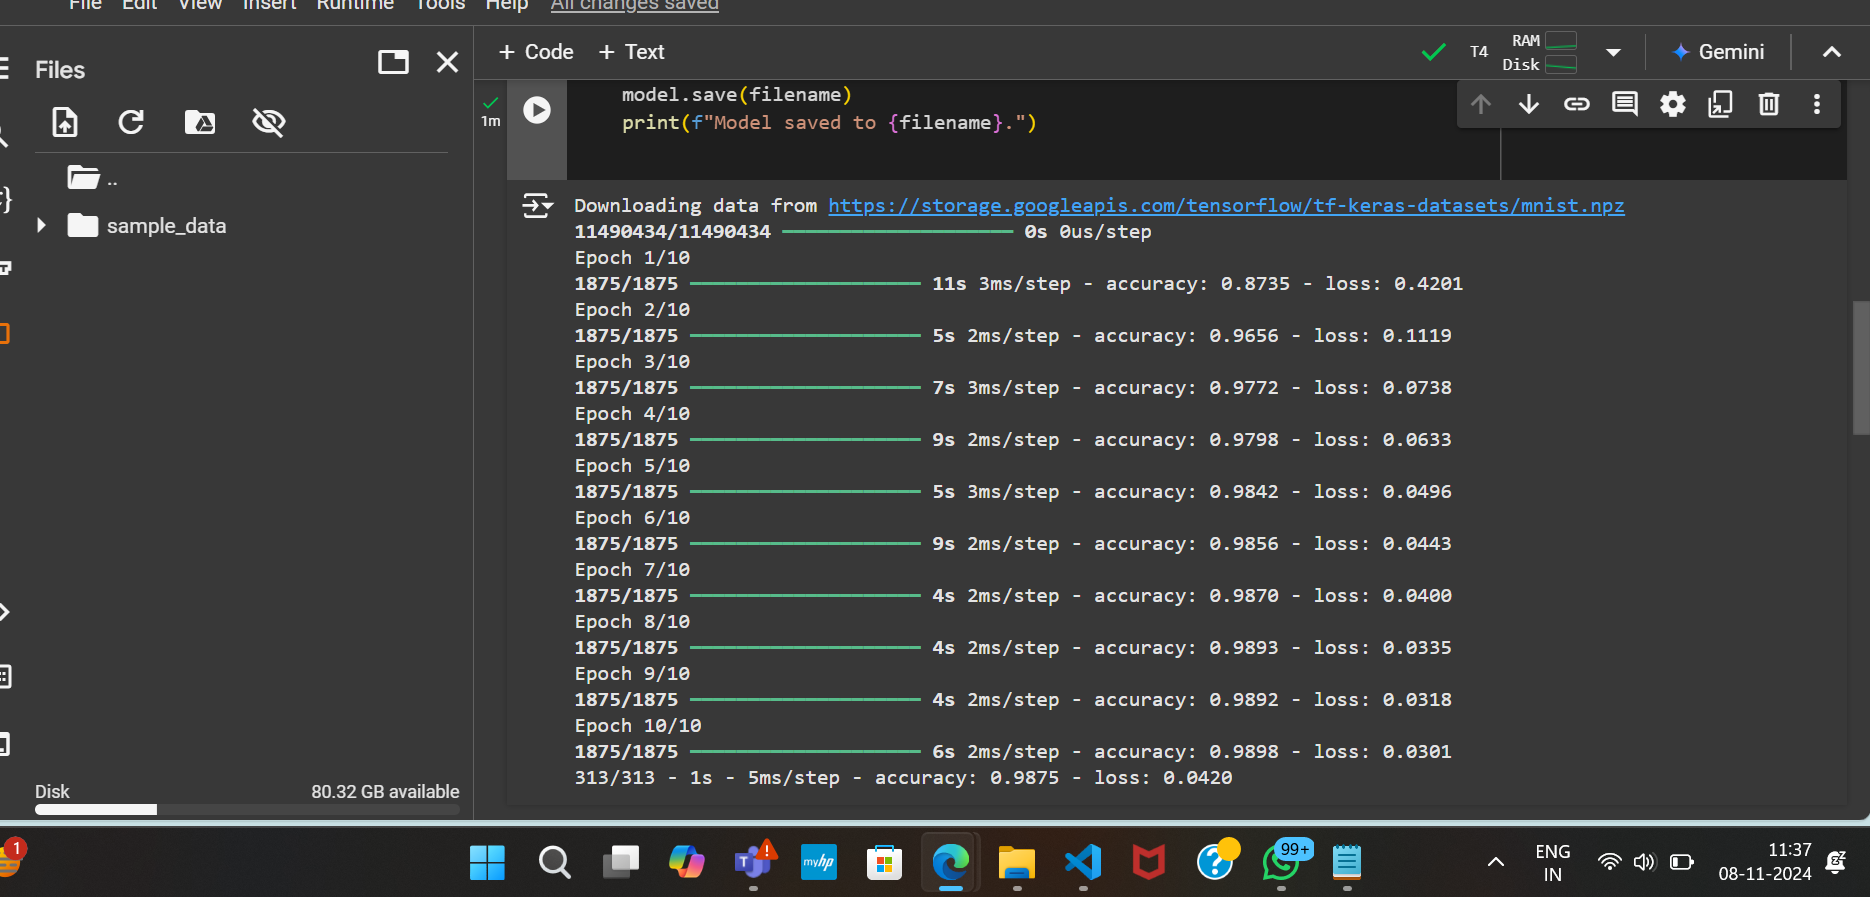 File Edit View Insert Runtime Tools Help All changes saved
Files
+ Code + Text
T4
RAM
Disk
Gemini
..
sample_data
1m
model.save(filename)
print(f"Model saved to {filename}.")
Downloading data from https://storage.googleapis.com/tensorflow/tf-keras-datasets/mnist.npz
11490434/11490434 0s 0us/step
Epoch 1/10
1875/1875 11s 3ms/step - accuracy: 0.8735 - loss: 0.4201
Epoch 2/10
1875/1875 5s 2ms/step - accuracy: 0.9656 - loss: 0.1119
Epoch 3/10
1875/1875 7s 3ms/step - accuracy: 0.9772 - loss: 0.0738
Epoch 4/10
1875/1875 9s 2ms/step - accuracy: 0.9798 - loss: 0.0633
Epoch 5/10
1875/1875 5s 3ms/step - accuracy: 0.9842 - loss: 0.0496
Epoch 6/10
1875/1875 9s 2ms/step - accuracy: 0.9856 - loss: 0.0443
Epoch 7/10
1875/1875 4s 2ms/step - accuracy: 0.9870 - loss: 0.0400
Epoch 8/10
1875/1875 4s 2ms/step - accuracy: 0.9893 - loss: 0.0335
Epoch 9/10
1875/1875 4s 2ms/step - accuracy: 0.9892 - loss: 0.0318
Epoch 10/10
1875/1875 6s 2ms/step - accuracy: 0.9898 - loss: 0.0301
313/313 - 1s - 5ms/step - accuracy: 0.9875 - loss: 0.0420
Disk 80.32 GB available
1
T
myhp
?
99+
ENG
IN
11:37
08-11-2024